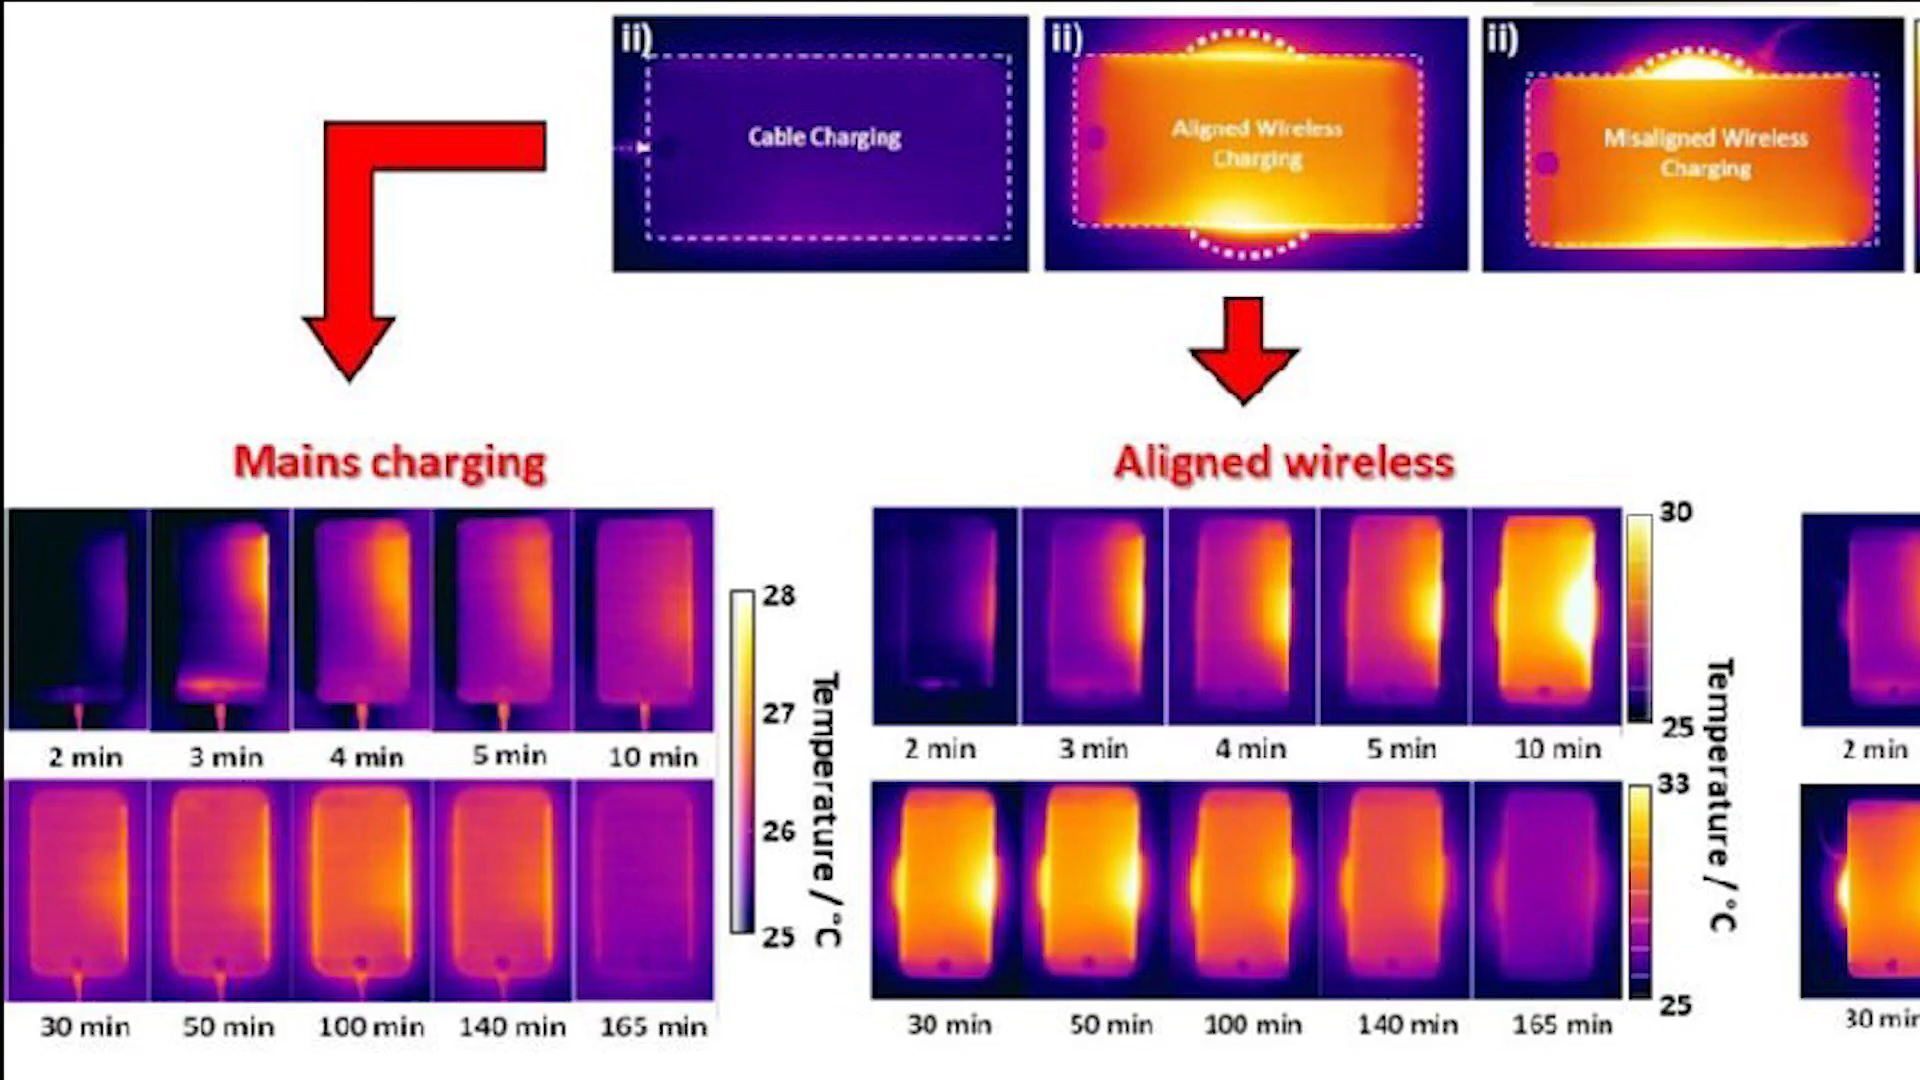 ii)
Cable Charging
ii)
Aligned Wireless
Charging
ii)
Misaligned Wireless
Charging
Mains charging
2 min
3 min
4 min
5 min
10 min
30 min
50 min
100 min
140 min
165 min
28
27
26
25
Temperature / °C
Aligned wireless
2 min
3 min
4 min
5 min
10 min
30
25
30 min
50 min
100 min
140 min
165 min
33
25
Temperature / °C
2 min
30 min